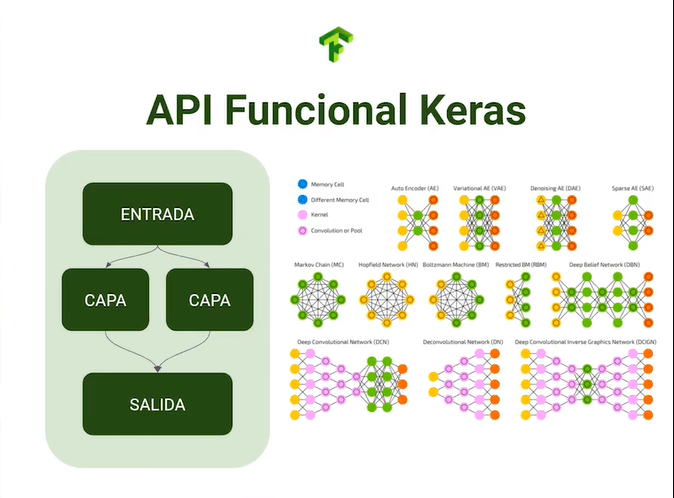 API Funcional Keras
ENTRADA
CAPA
CAPA
SALIDA
Memory Cell
Different Memory Cell
Kernel
Convolution or Pool
Auto Encoder (AE)
Variational AE (VAE)
Denoising AE (DAE)
Sparse AE (SAE)
Markov Chain (MC)
Hopfield Network (HN)
Boltzmann Machine (BM)
Restricted BM (RBM)
Deep Belief Network (DBN)
Deep Convolutional Network (DCN)
Deconvolutional Network (DN)
Deep Convolutional Inverse Graphics Network (DCIGN)